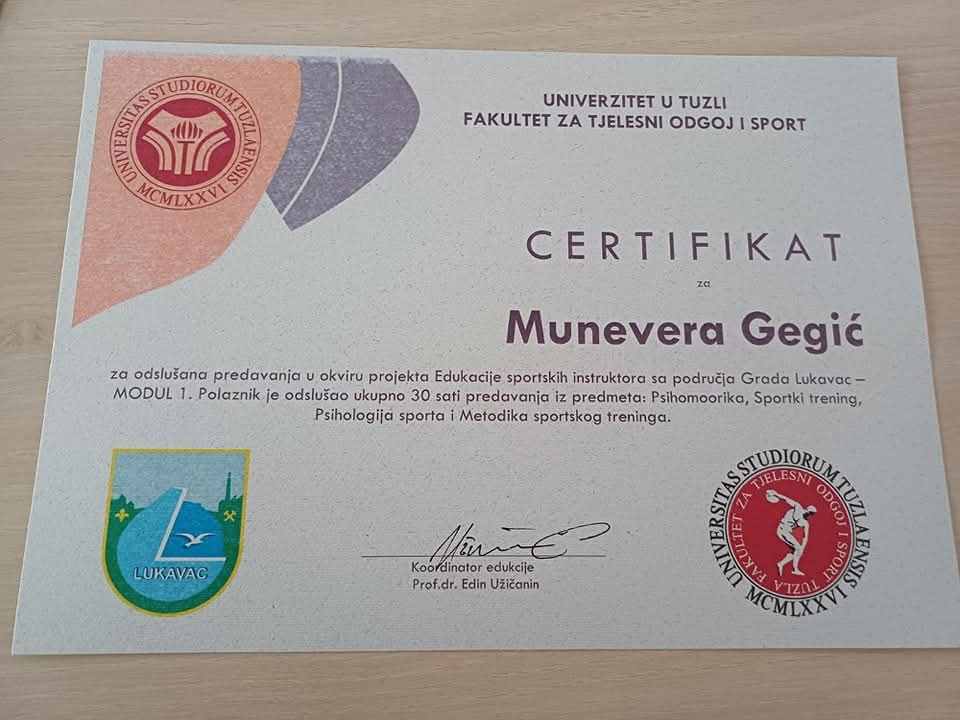 UNIVERSITAS STUDIORUM TUZLAENSIS
MCMLXXVI
UNIVERZITET U TUZLI
FAKULTET ZA TJELESNI ODGOJ I SPORT
CERTIFIKAT
za
Munevera Gegić
za odslušana predavanja u okviru projekta Edukacije sportskih instruktora sa područja Grada Lukavac –
MODUL 1. Polaznik je odslušao ukupno 30 sati predavanja iz predmeta: Psihomoorika, Sportki trening,
Psihologija sporta i Metodika sportskog treninga.
LUKAVAC
Koordinator edukcije
Prof.dr. Edin Užičanin
UNIVERSITAS STUDIORUM TUZLAENSIS
MCMLXXVI
FAKULTET ZA TJELESNI ODGOJ I SPORT TUZLA